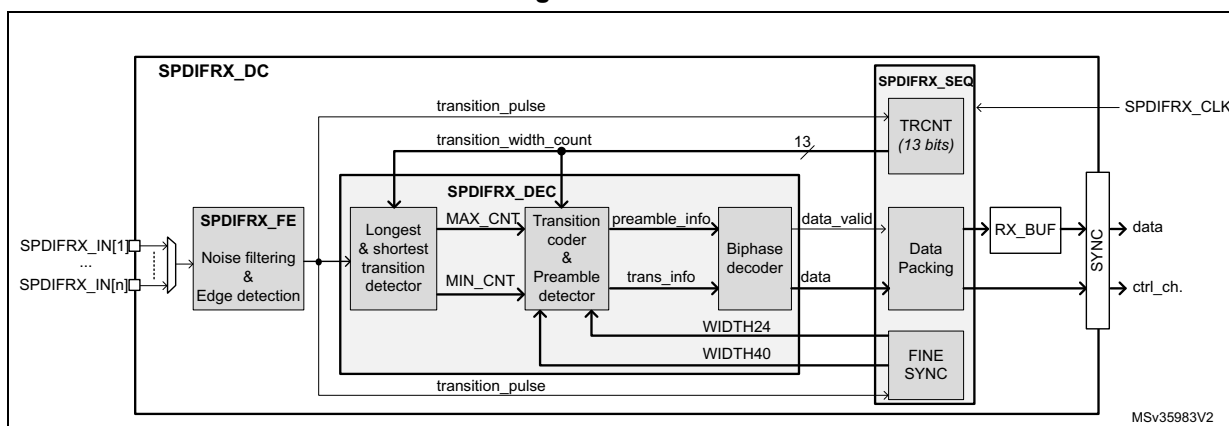 SPDIFRX_DC
SPDIFRX_SEQ
transition_pulse
SPDIFRX_CLK
TRCNT
(13 bits)
transition_width_count
13
SPDIFRX_DEC
SPDIFRX_FE
Noise filtering
&
Edge detection
SPDIFRX_IN[1]
...
SPDIFRX_IN[n]
Longest
& shortest
transition
detector
MAX_CNT
MIN_CNT
Transition
coder
&
Preamble
detector
preamble_info
trans_info
Biphase
decoder
data_valid
data
Data
Packing
RX_BUF
SYNC
data
ctrl_ch.
WIDTH24
WIDTH40
FINE
SYNC
transition_pulse
MSv35983V2